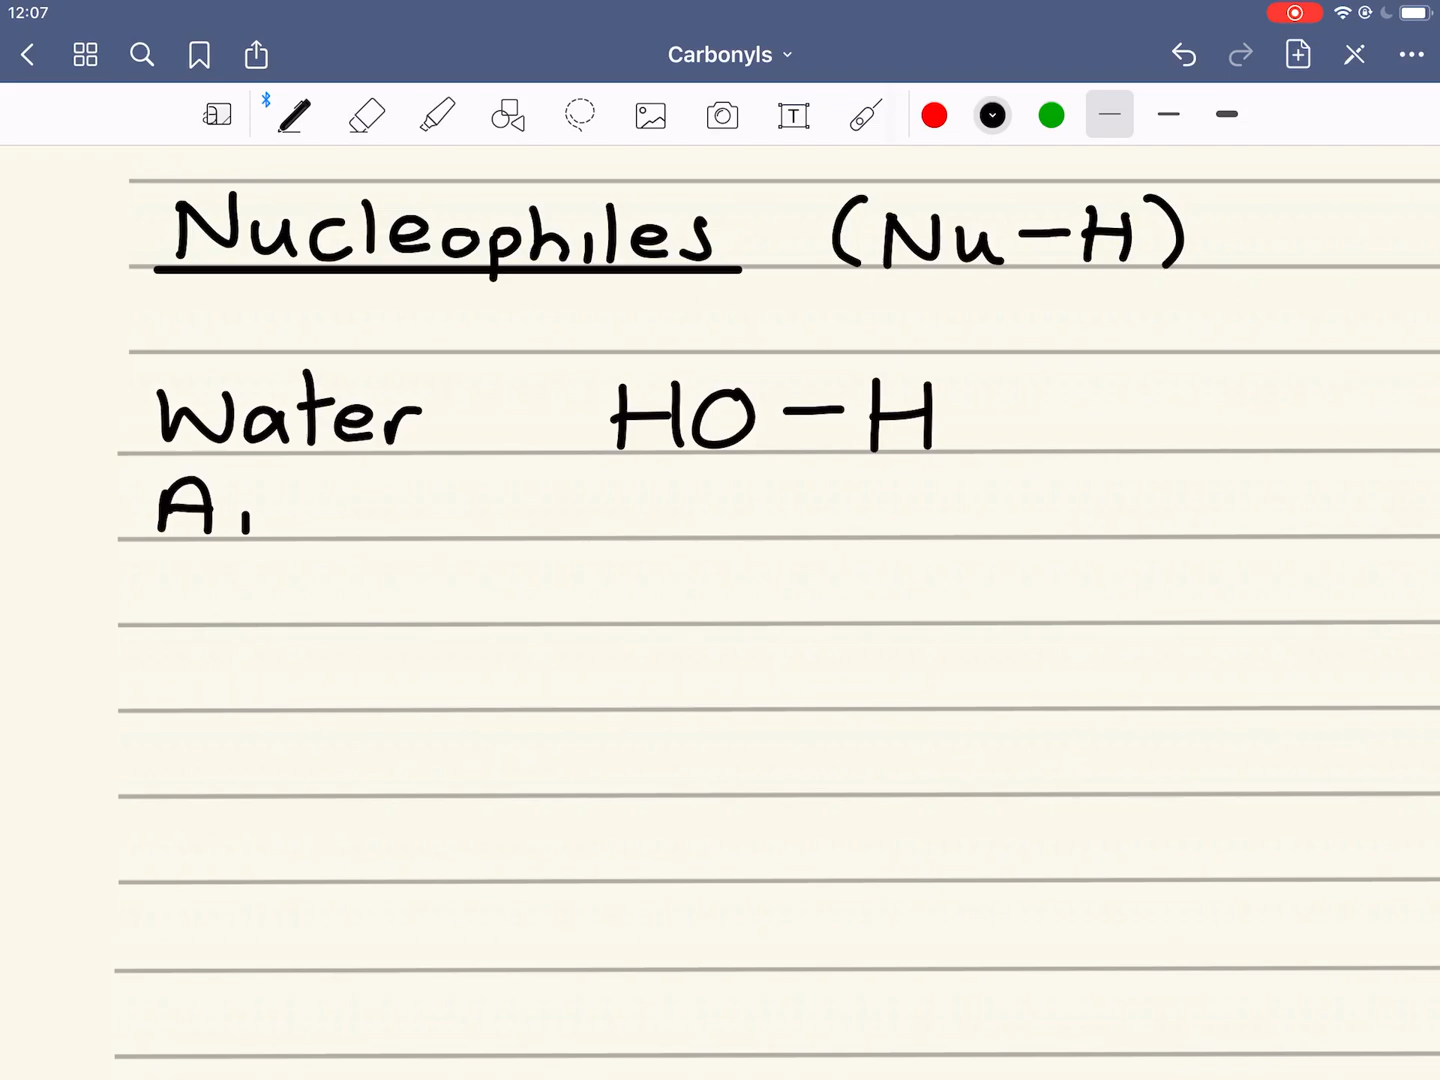 12:07
Carbonyls
T
Nucleophiles (Nu-H)
Water HO-H
A